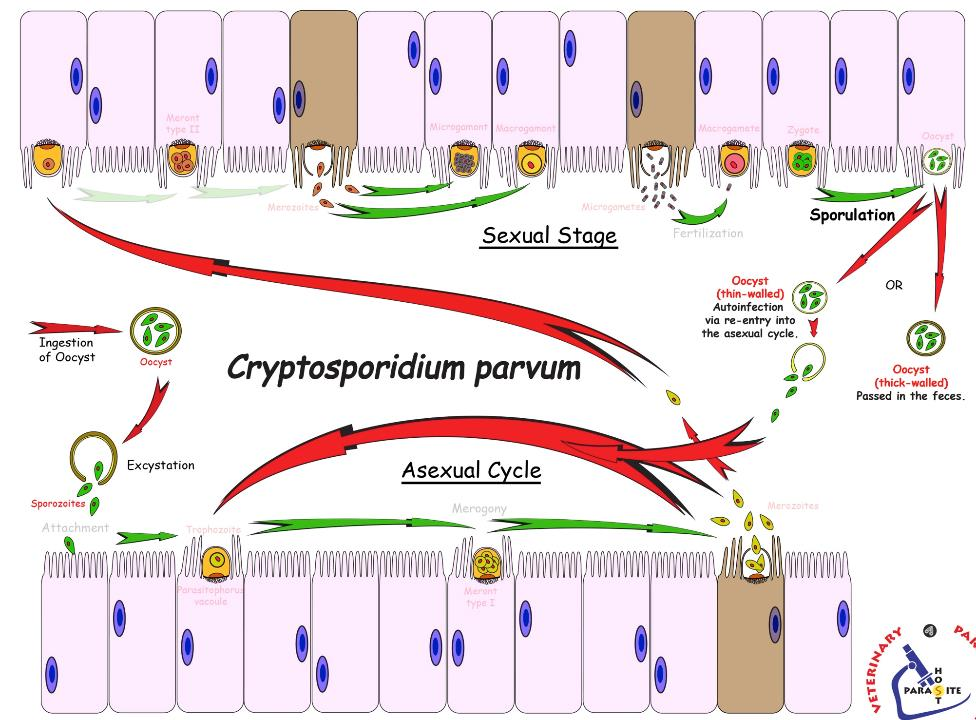 Meront
type II
Microgamont
Macrogamont
Macrogamete
Zygote
Oocyst
Merozoites
Microgametes
Fertilization
Sporulation
Sexual Stage
Oocyst
(thin-walled)
Autoinfection
via re-entry into
the asexual cycle.
OR
Oocyst
(thick-walled)
Passed in the feces.
Ingestion
of Oocyst
Oocyst
Cryptosporidium parvum
Excystation
Asexual Cycle
Sporozoites
Attachment
Trophozoite
Merogony
Merozoites
Parasitophorus
vacoule
Meront
type I
VETERINARY
PARASITE
HOST